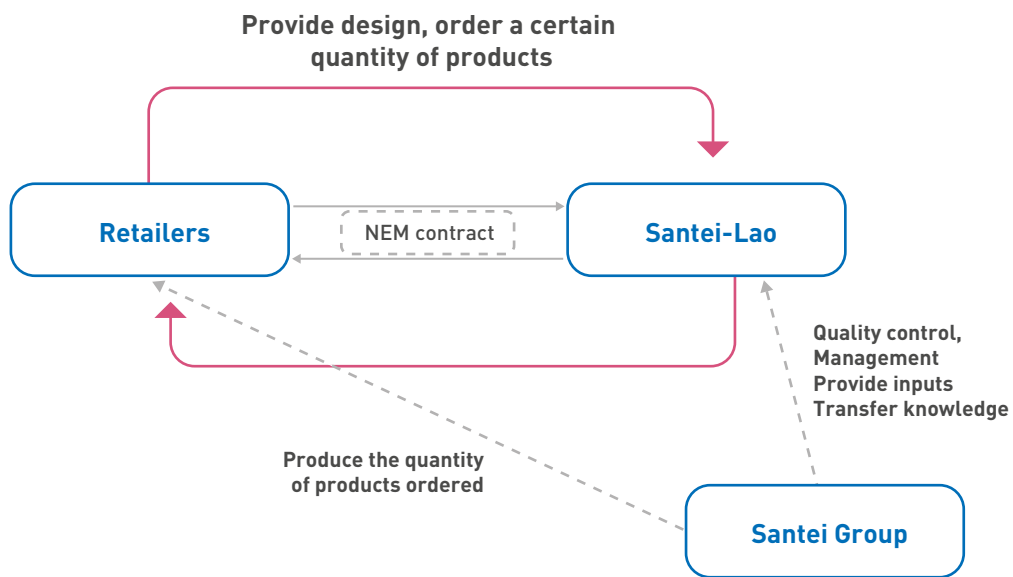 Provide design, order a certain
quantity of products
Retailers
NEM contract
Santei-Lao
Quality control,
Management
Provide inputs
Transfer knowledge
Produce the quantity
of products ordered
Santei Group